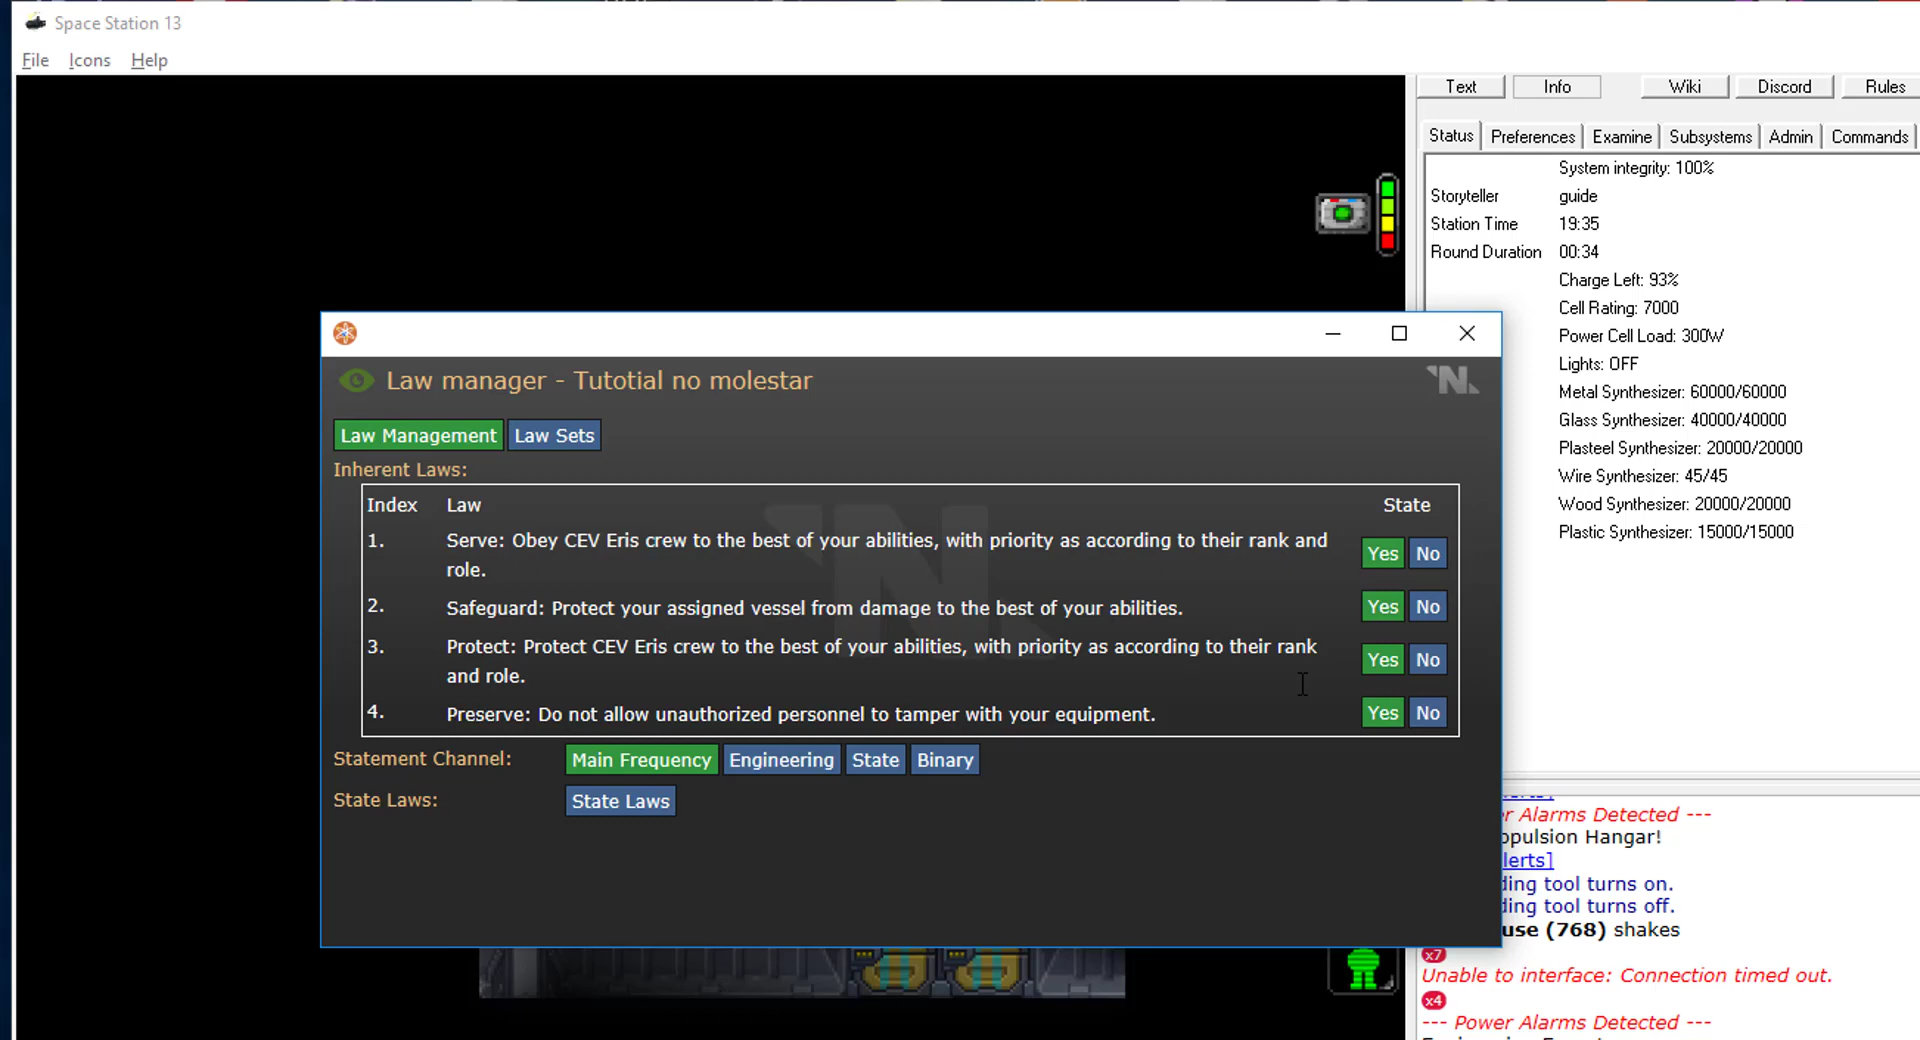 Space Station 13
File Icons Help
Text Info Wiki Discord Rules
Status Preferences Examine Subsystems Admin Commands
System integrity: 100%
Storyteller guide
Station Time 19:35
Round Duration 00:34
Charge Left: 93%
Cell Rating: 7000
Power Cell Load: 300W
Lights: OFF
Metal Synthesizer: 60000/60000
Glass Synthesizer: 40000/40000
Plasteel Synthesizer: 20000/20000
Wire Synthesizer: 45/45
Wood Synthesizer: 20000/20000
Plastic Synthesizer: 15000/15000
Law manager - Tutotial no molestar
Law Management Law Sets
Inherent Laws:
Index Law State
1. Serve: Obey CEV Eris crew to the best of your abilities, with priority as according to their rank and
role.
Yes No
2. Safeguard: Protect your assigned vessel from damage to the best of your abilities. Yes No
3. Protect: Protect CEV Eris crew to the best of your abilities, with priority as according to their rank
and role.
Yes No
4. Preserve: Do not allow unauthorized personnel to tamper with your equipment. Yes No
Statement Channel: Main Frequency Engineering State Binary
State Laws: State Laws
r Alarms Detected ---
opulsion Hangar!
lerts]
ding tool turns on.
ding tool turns off.
use (768) shakes
x7
Unable to interface: Connection timed out.
x4
--- Power Alarms Detected ---